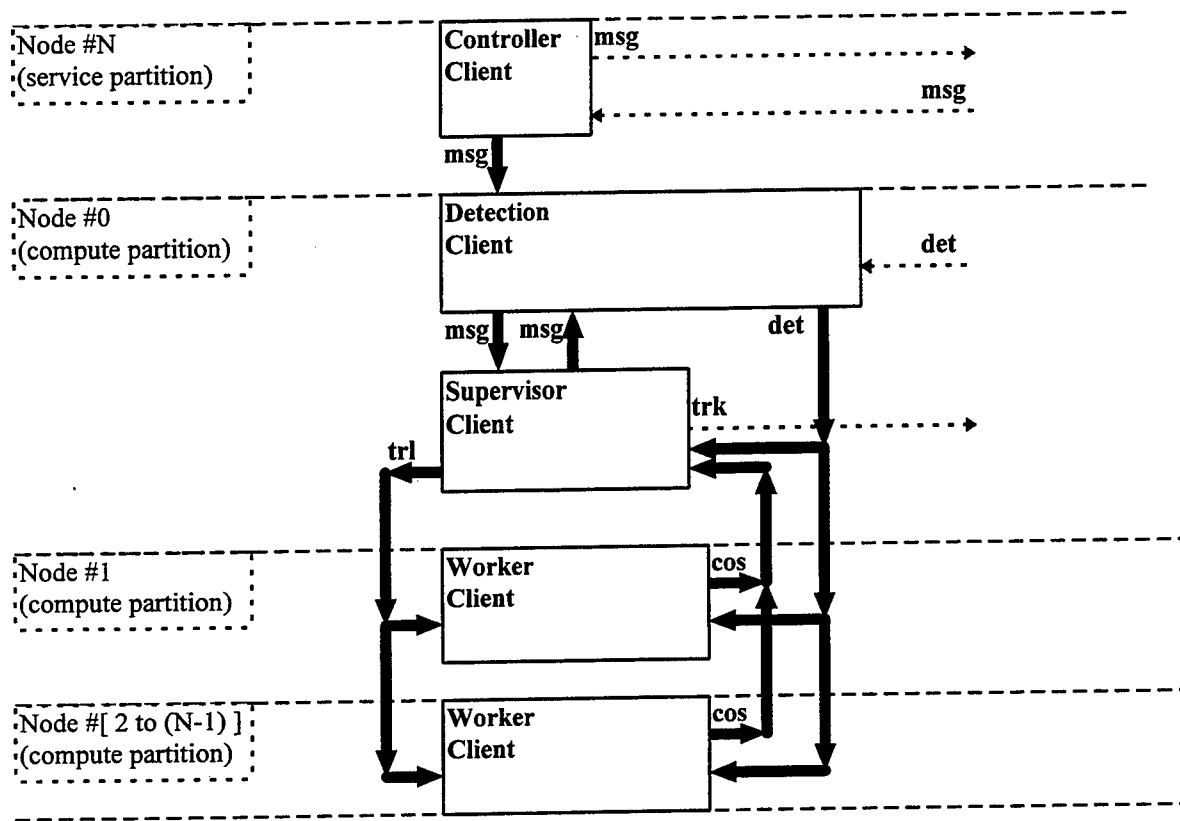 Node #N
(service partition)
Controller
Client
msg
msg
msg
Node #0
(compute partition)
Detection
Client
det
msg
msg
det
Supervisor
Client
trk
trl
Node #1
(compute partition)
Worker
Client
cos
Node #[ 2 to (N-1) ]
(compute partition)
Worker
Client
cos